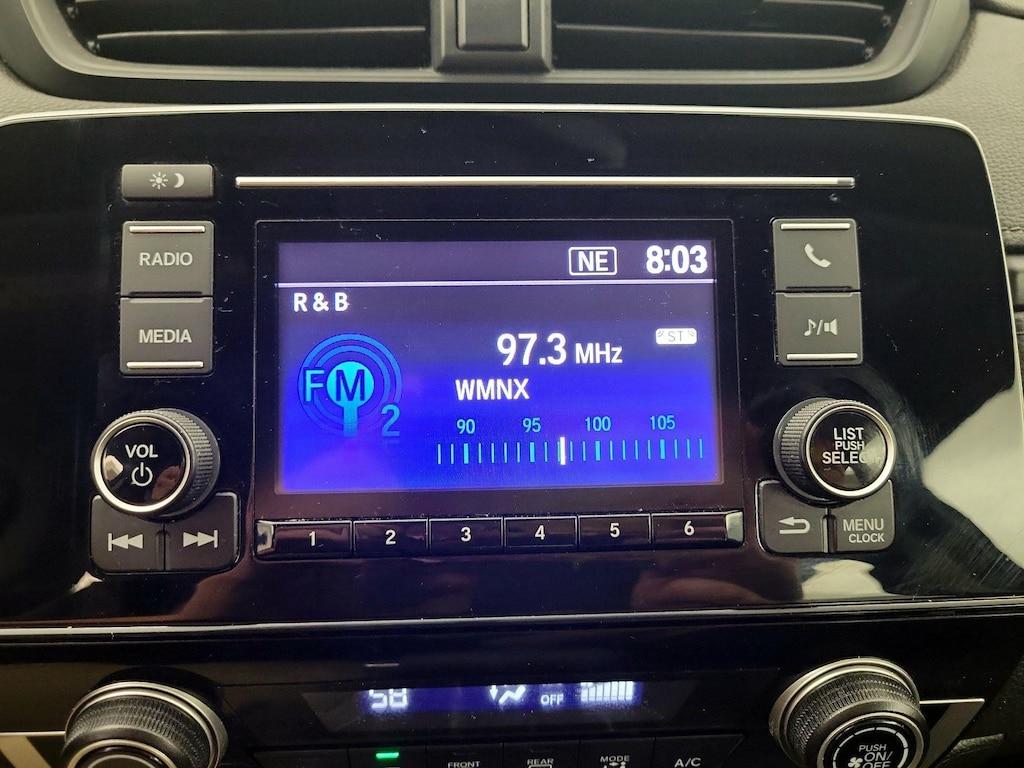 RADIO
MEDIA
VOL
NE 8:03
R & B
97.3 MHz ST
WMNX
FM 2
90 95 100 105
1 2 3 4 5 6
LIST
PUSH
SELECT
MENU
CLOCK
58
OFF
FRONT
REAR
MODE
A/C
PUSH
ON/
OFF